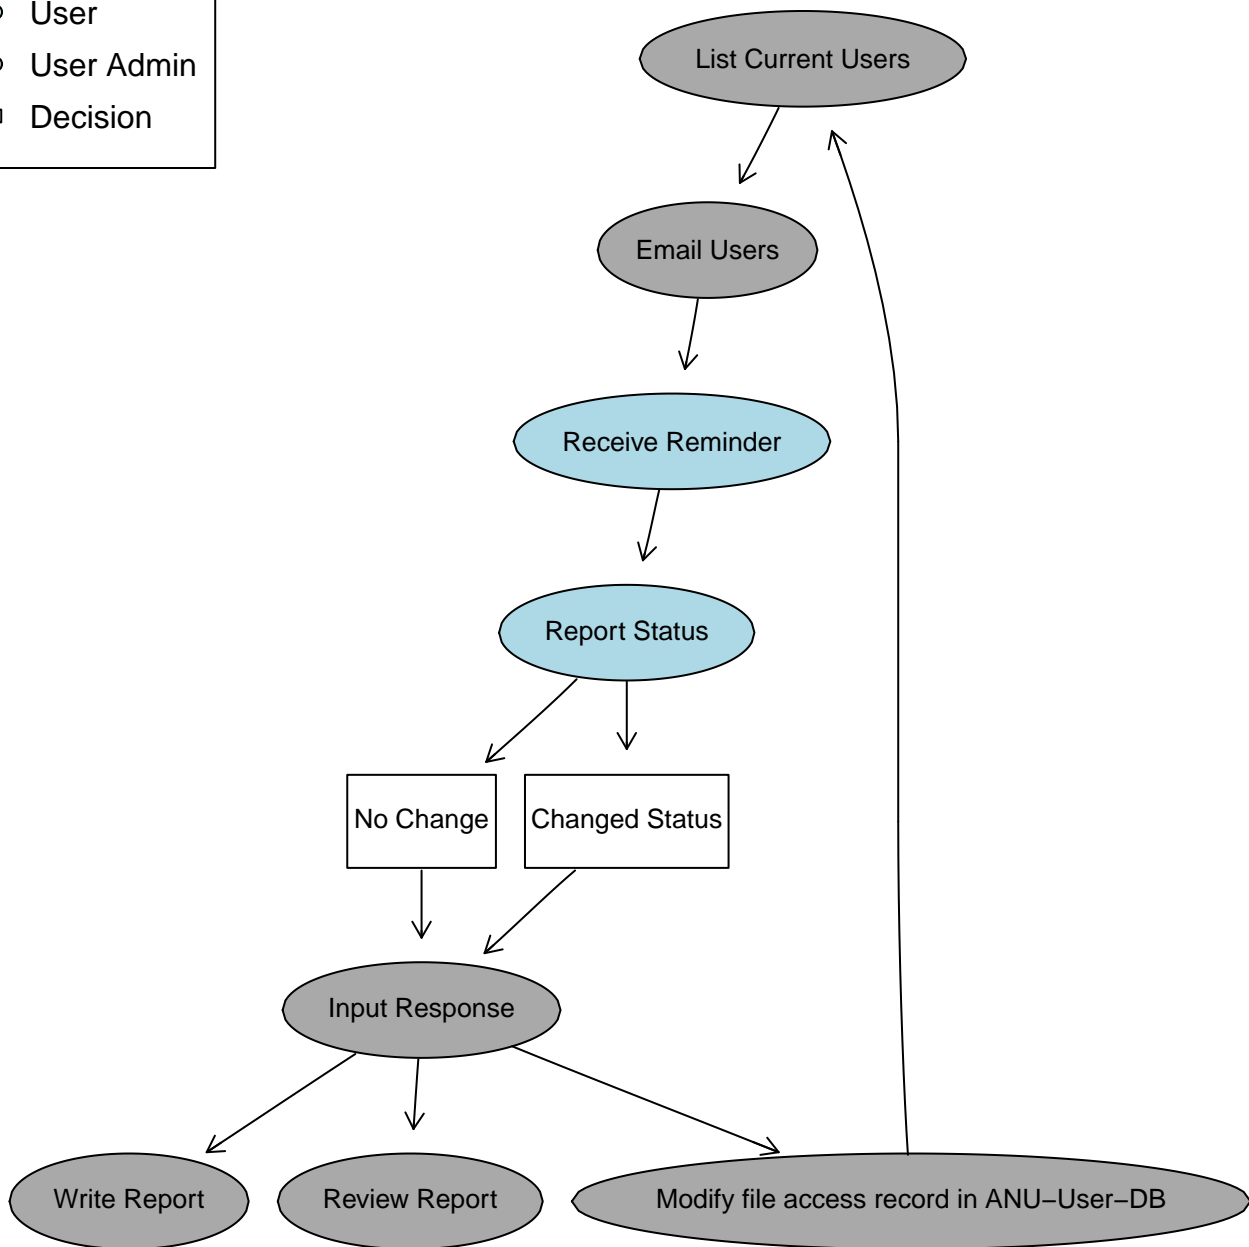 User
User Admin
Decision
List Current Users
Email Users
Receive Reminder
Report Status
No Change
Changed Status
Input Response
Write Report
Review Report
Modify file access record in ANU−User−DB